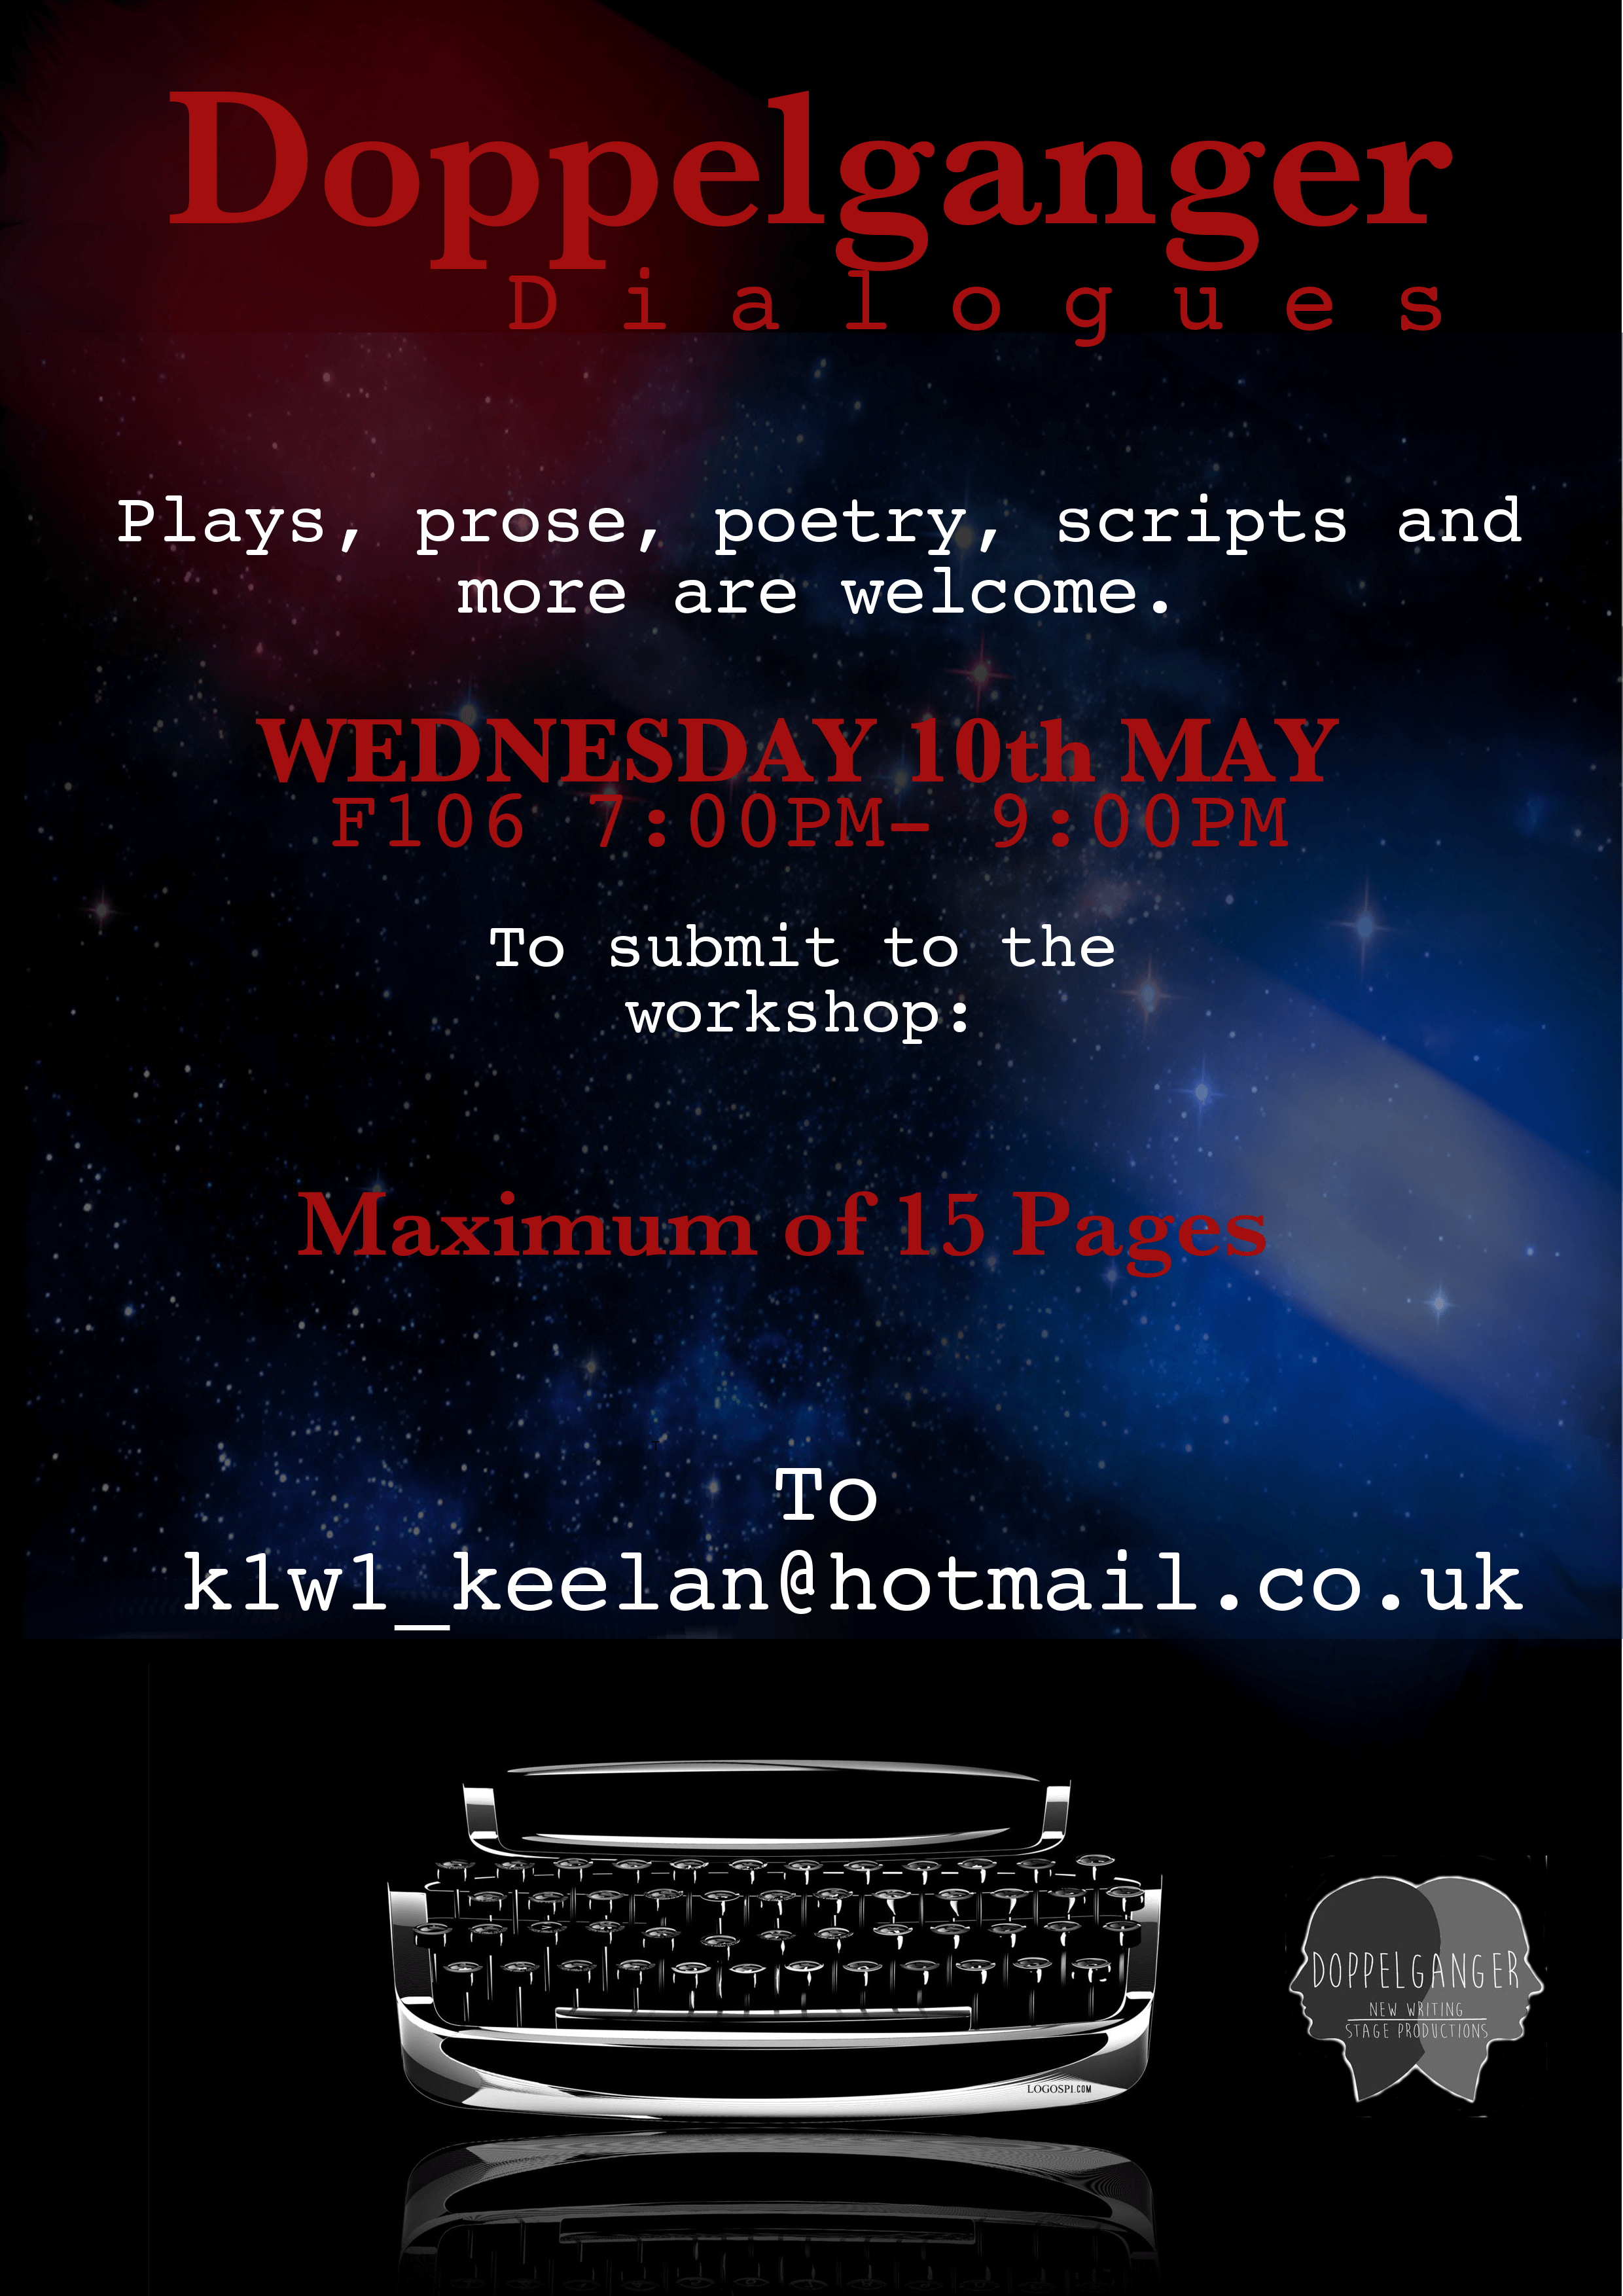 Doppelganger
Dialogues
Plays, prose, poetry, scripts and
more are welcome.
WEDNESDAY 10th MAY
F106 7:00PM- 9:00PM
To submit to the
workshop:
Maximum of 15 Pages
To
k1w1_keelan@hotmail.co.uk
DOPPELGANGER
NEW WRITING
STAGE PRODUCTIONS
LOGOSPI.COM